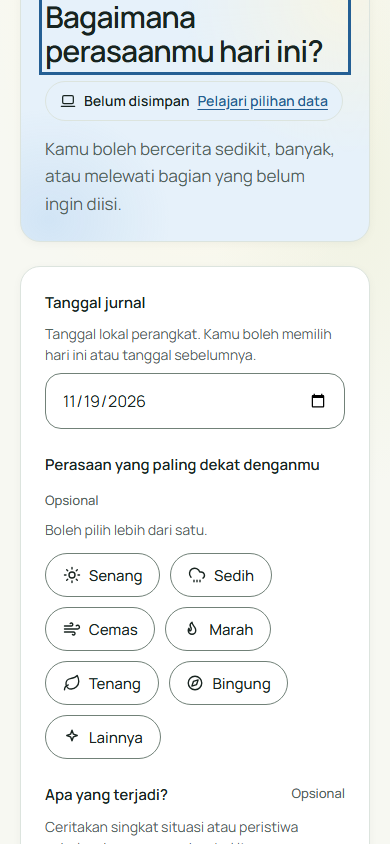 Bagaimana
perasaanmu hari ini?
Belum disimpan Pelajari pilihan data
Kamu boleh bercerita sedikit, banyak,
atau melewati bagian yang belum
ingin diisi.
Tanggal jurnal
Tanggal lokal perangkat. Kamu boleh memilih
hari ini atau tanggal sebelumnya.
11/19/2026
Perasaan yang paling dekat denganmu
Opsional
Boleh pilih lebih dari satu.
Senang Sedih
Cemas Marah
Tenang Bingung
Lainnya
Apa yang terjadi? Opsional
Ceritakan singkat situasi atau peristiwa